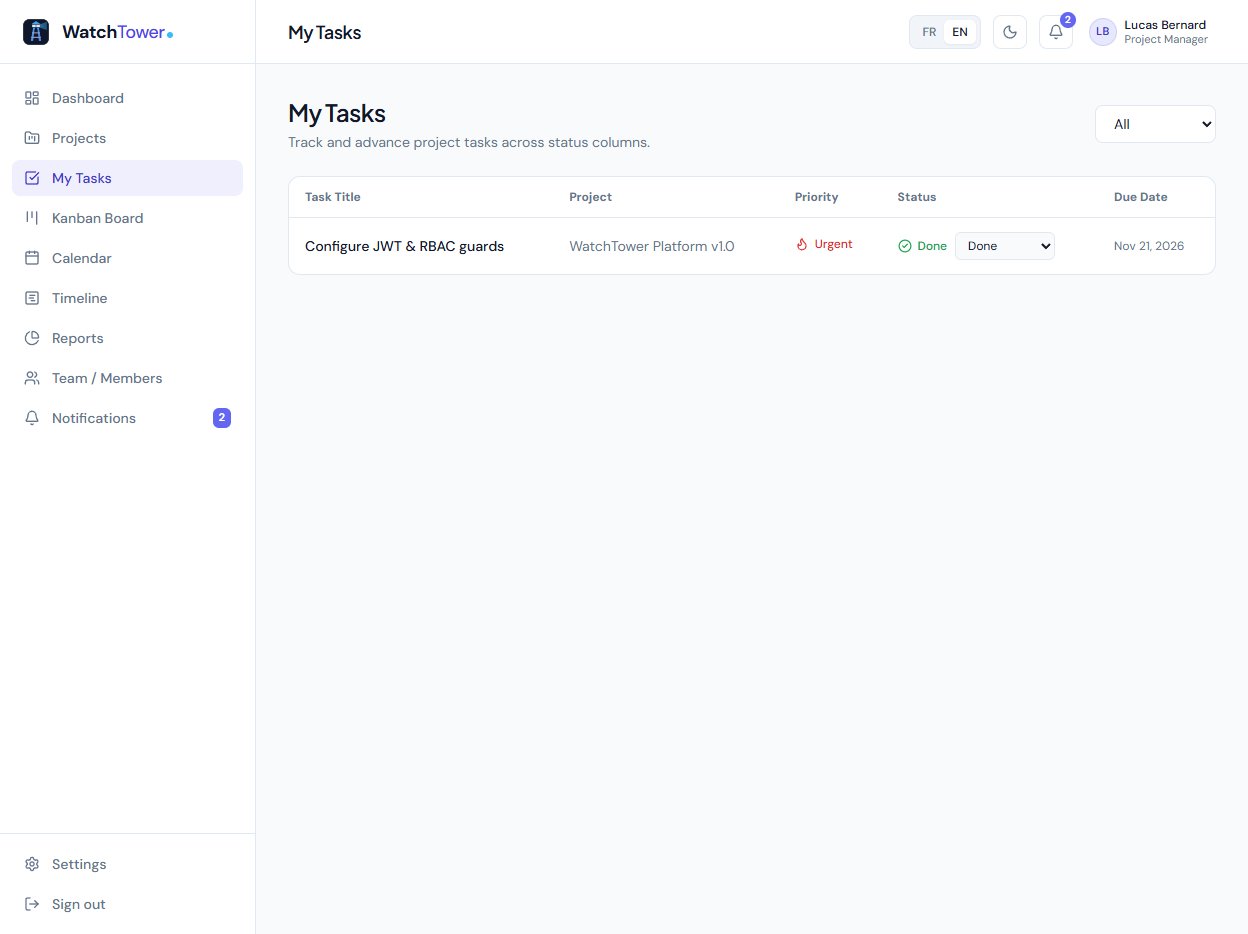 WatchTower
My Tasks
FR EN
2
LB
Lucas Bernard
Project Manager
Dashboard
Projects
My Tasks
Kanban Board
Calendar
Timeline
Reports
Team / Members
Notifications 2
Settings
Sign out
My Tasks
Track and advance project tasks across status columns.
All
Task Title Project Priority Status Due Date
Configure JWT & RBAC guards WatchTower Platform v1.0 Urgent Done Done Nov 21, 2026